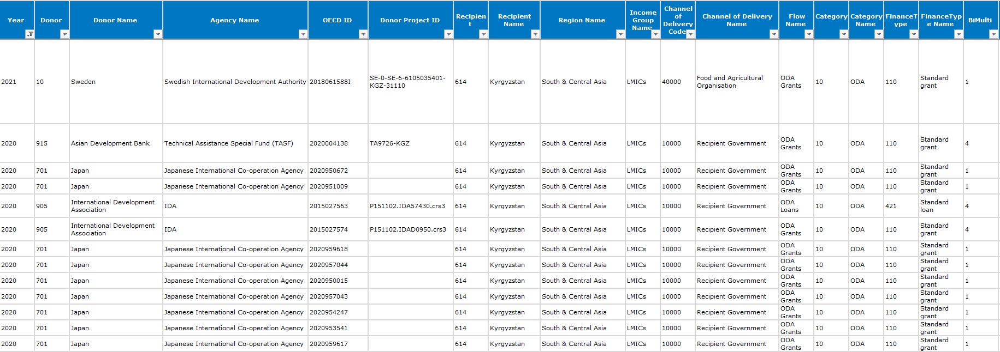 Year Donor Donor Name Agency Name OECD ID Donor Project ID Recipien t Recipient Name Region Name Income Group Name Channel of Delivery Code Channel of Delivery Name Flow Name Category Category Name FinanceT ype FinanceTyp e Name BiMulti
2021 10 Sweden Swedish International Development Authority 2018061588I SE-0-SE-6-6105035401-KGZ-31110 614 Kyrgyzstan South & Central Asia LMICs 40000 Food and Agricultural Organisation ODA Grants 10 ODA 110 Standard grant 1
2020 915 Asian Development Bank Technical Assistance Special Fund (TASF) 2020004138 TA9726-KGZ 614 Kyrgyzstan South & Central Asia LMICs 10000 Recipient Government ODA Grants 10 ODA 110 Standard grant 4
2020 701 Japan Japanese International Co-operation Agency 2020950672 614 Kyrgyzstan South & Central Asia LMICs 10000 Recipient Government ODA Grants 10 ODA 110 Standard grant 1
2020 701 Japan Japanese International Co-operation Agency 2020951009 614 Kyrgyzstan South & Central Asia LMICs 10000 Recipient Government ODA Grants 10 ODA 110 Standard grant 1
2020 905 International Development Association IDA 2015027563 P151102.IDA57430.crs3 614 Kyrgyzstan South & Central Asia LMICs 10000 Recipient Government ODA Loans 10 ODA 421 Standard loan 4
2020 905 International Development Association IDA 2015027574 P151102.IDAD0950.crs3 614 Kyrgyzstan South & Central Asia LMICs 10000 Recipient Government ODA Grants 10 ODA 110 Standard grant 4
2020 701 Japan Japanese International Co-operation Agency 2020959618 614 Kyrgyzstan South & Central Asia LMICs 10000 Recipient Government ODA Grants 10 ODA 110 Standard grant 1
2020 701 Japan Japanese International Co-operation Agency 2020957044 614 Kyrgyzstan South & Central Asia LMICs 10000 Recipient Government ODA Grants 10 ODA 110 Standard grant 1
2020 701 Japan Japanese International Co-operation Agency 2020950015 614 Kyrgyzstan South & Central Asia LMICs 10000 Recipient Government ODA Grants 10 ODA 110 Standard grant 1
2020 701 Japan Japanese International Co-operation Agency 2020957043 614 Kyrgyzstan South & Central Asia LMICs 10000 Recipient Government ODA Grants 10 ODA 110 Standard grant 1
2020 701 Japan Japanese International Co-operation Agency 2020954247 614 Kyrgyzstan South & Central Asia LMICs 10000 Recipient Government ODA Grants 10 ODA 110 Standard grant 1
2020 701 Japan Japanese International Co-operation Agency 2020953541 614 Kyrgyzstan South & Central Asia LMICs 10000 Recipient Government ODA Grants 10 ODA 110 Standard grant 1
2020 701 Japan Japanese International Co-operation Agency 2020959617 614 Kyrgyzstan South & Central Asia LMICs 10000 Recipient Government ODA Grants 10 ODA 110 Standard grant 1